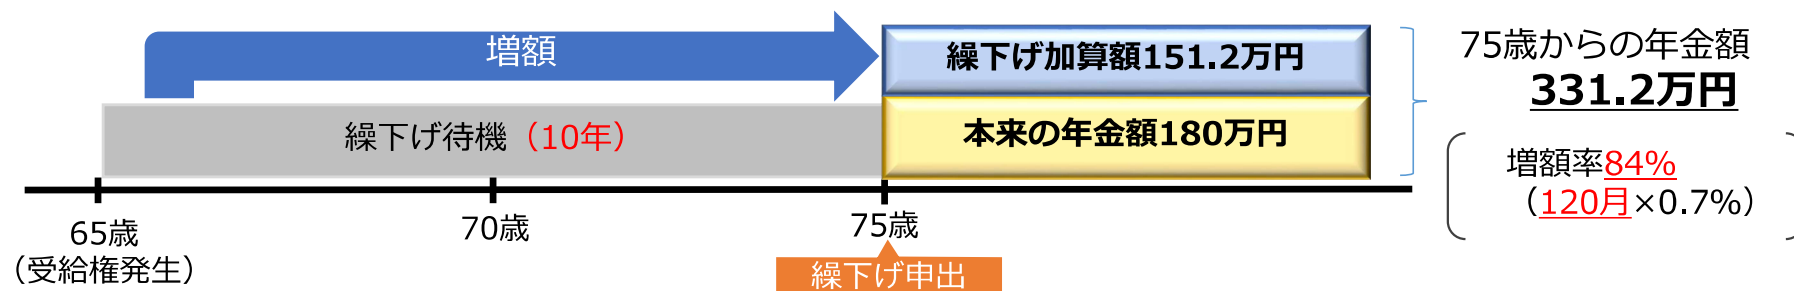 増額
繰下げ加算額151.2万円
75歳からの年金額
331.2万円
繰下げ待機（10年）
本来の年金額180万円
増額率84%
（120月×0.7%）
65歳
70歳
75歳
（受給権発生）
繰下げ申出